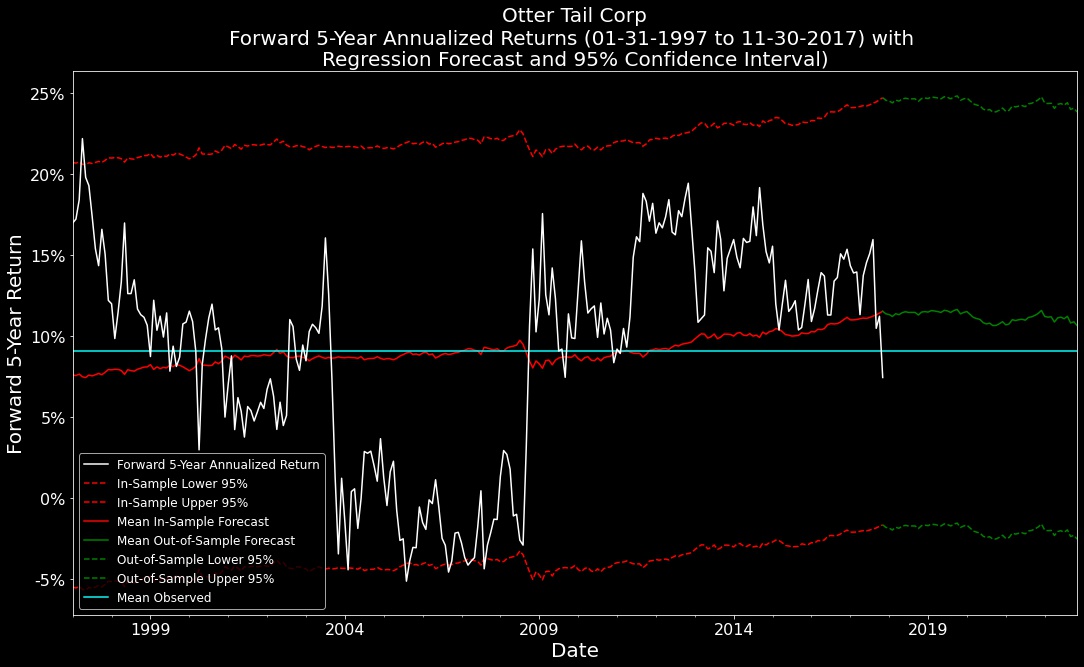 Otter Tail Corp
Forward 5-Year Annualized Returns (01-31-1997 to 11-30-2017) with
Regression Forecast and 95% Confidence Interval)
Forward 5-Year Return
25%
20%
15%
10%
5%
0%
-5%
Forward 5-Year Annualized Return
In-Sample Lower 95%
In-Sample Upper 95%
Mean In-Sample Forecast
Mean Out-of-Sample Forecast
Out-of-Sample Lower 95%
Out-of-Sample Upper 95%
Mean Observed
1999 2004 2009 2014 2019
Date